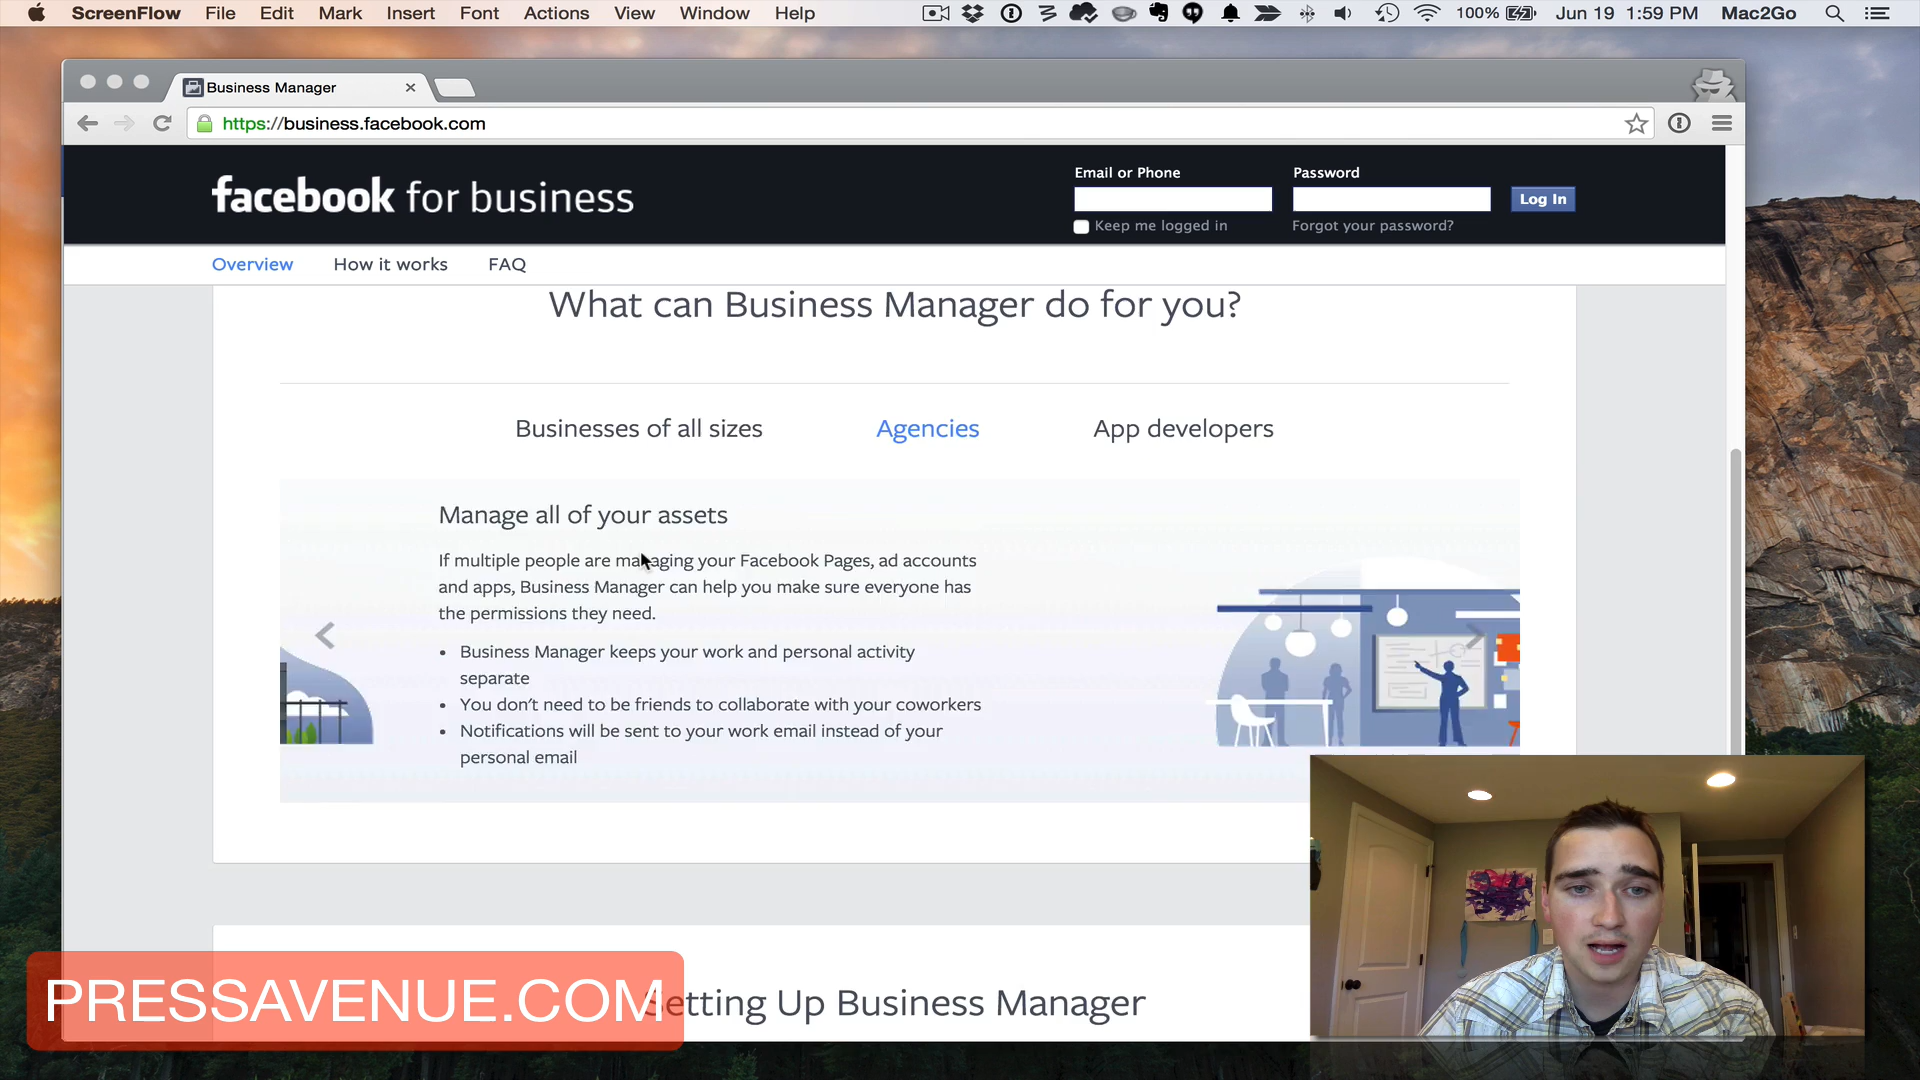 ScreenFlow File Edit Mark Insert Font Actions View Window Help 100% Jun 19 1:59 PM Mac2Go
Business Manager
https://business.facebook.com
facebook for business
Email or Phone
Password
Log In
Keep me logged in
Forgot your password?
Overview How it works FAQ
What can Business Manager do for you?
Businesses of all sizes Agencies App developers
Manage all of your assets
If multiple people are managing your Facebook Pages, ad accounts
and apps, Business Manager can help you make sure everyone has
the permissions they need.
• Business Manager keeps your work and personal activity
separate
• You don't need to be friends to collaborate with your coworkers
• Notifications will be sent to your work email instead of your
personal email
PRESSAVENUE.COM
Setting Up Business Manager